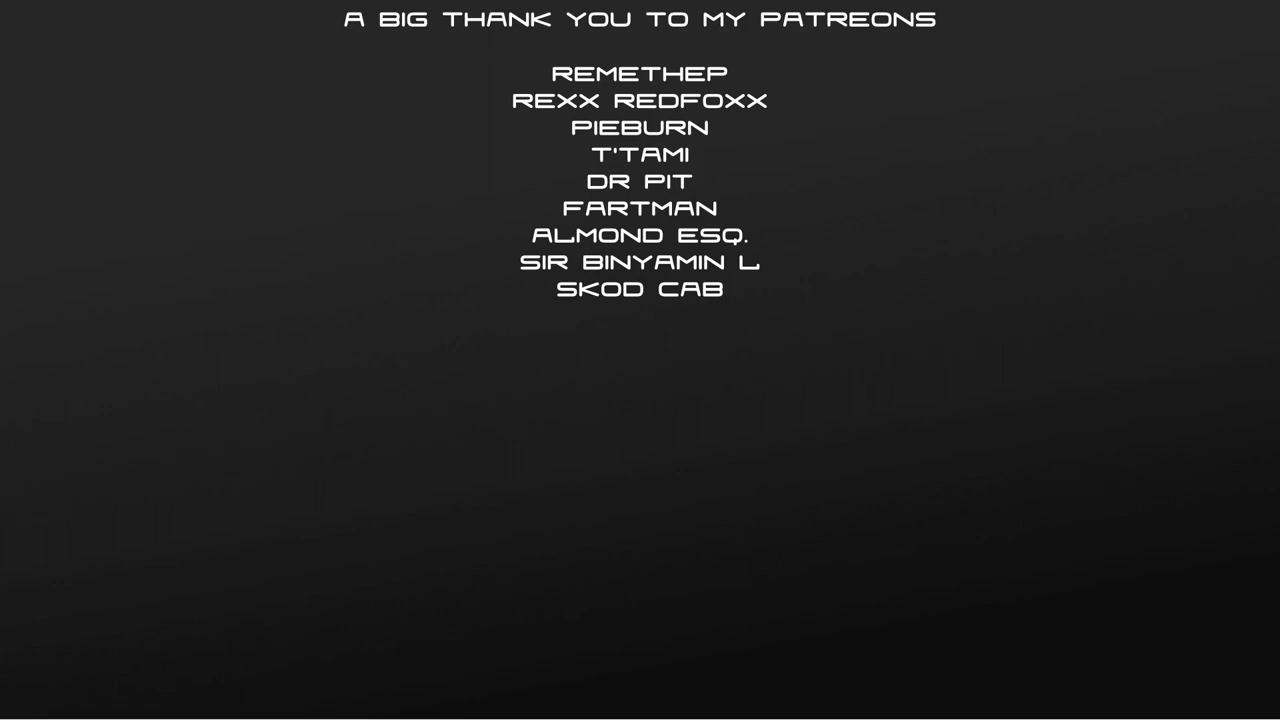 A BIG THANK YOU TO MY PATREONS
REMETHEP
REXX REDFOXX
PIEBURN
T'TAMI
DR PIT
FARTMAN
ALMOND ESQ.
SIR BINYAMIN L
SKOD CAB